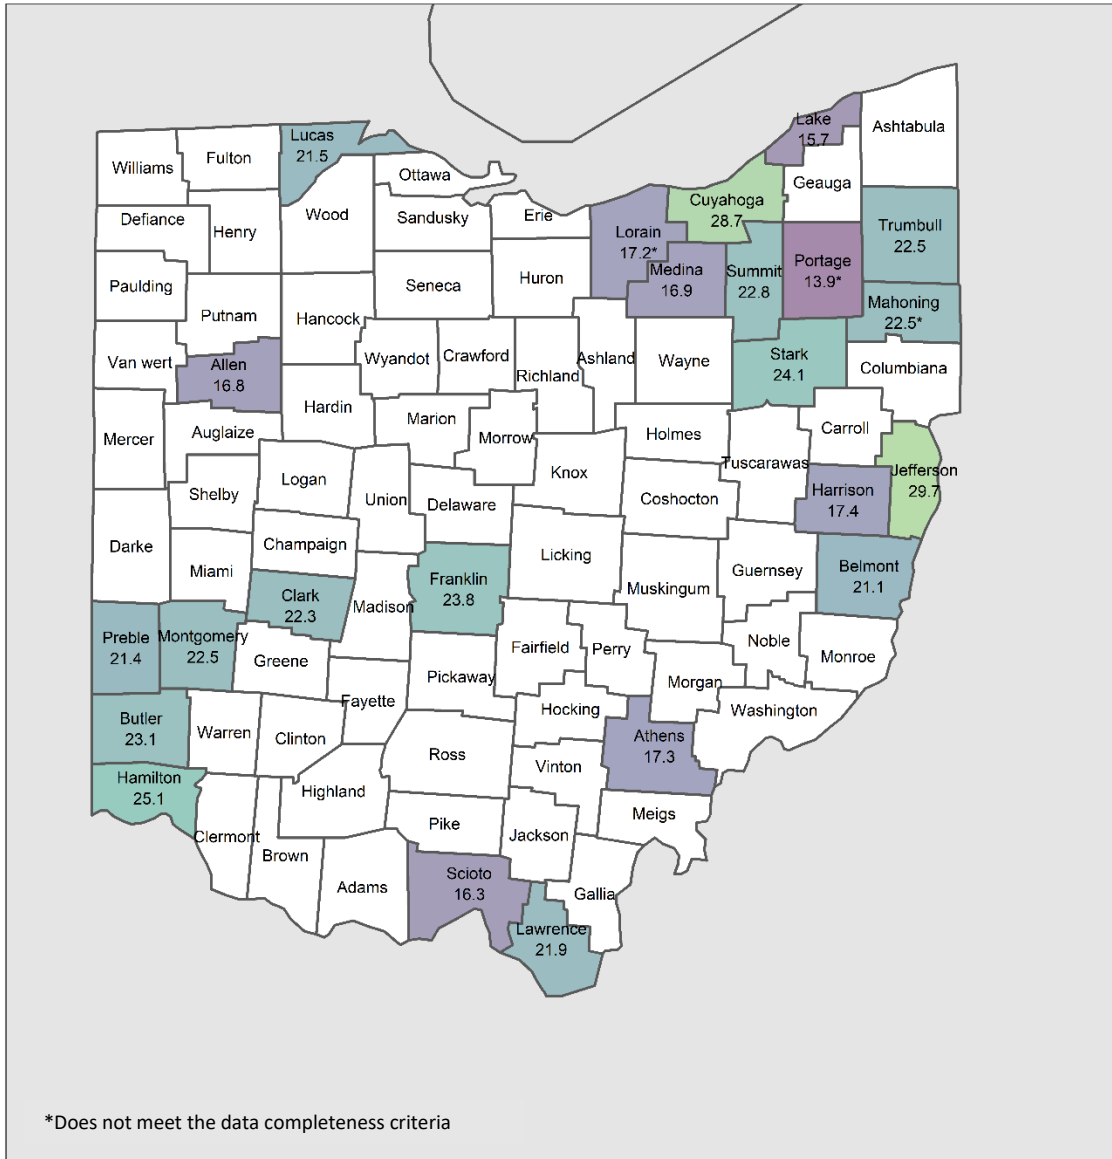 Lake
15.7
Ashtabula
Lucas
21.5
Fulton
Williams
Ottawa
Geauga
Cuyahoga
28.7
Wood
Sandusky
Erie
Defiance
Henry
Lorain
17.2*
Trumbull
22.5
Medina
16.9
Summit
22.8
Portage
13.9*
Huron
Seneca
Paulding
Putnam
Mahoning
22.5*
Hancock
Van wert
Allen
16.8
Wyandot
Crawford
Ashland
Wayne
Stark
24.1
Columbiana
Richland
Hardin
Marion
Mercer
Auglaize
Morrow
Holmes
Carroll
Knox
Tuscarawas
Jefferson
29.7
Logan
Shelby
Union
Delaware
Coshocton
Harrison
17.4
Darke
Champaign
Licking
Miami
Franklin
23.8
Guernsey
Belmont
21.1
Muskingum
Clark
22.3
Madison
Preble
21.4
Montgomery
22.5
Greene
Fairfield
Perry
Noble
Monroe
Pickaway
Morgan
Fayette
Washington
Hocking
Butler
23.1
Warren
Clinton
Athens
17.3
Ross
Vinton
Hamilton
25.1
Highland
Meigs
Clermont
Pike
Jackson
Brown
Adams
Scioto
16.3
Gallia
Lawrence
21.9
*Does not meet the data completeness criteria